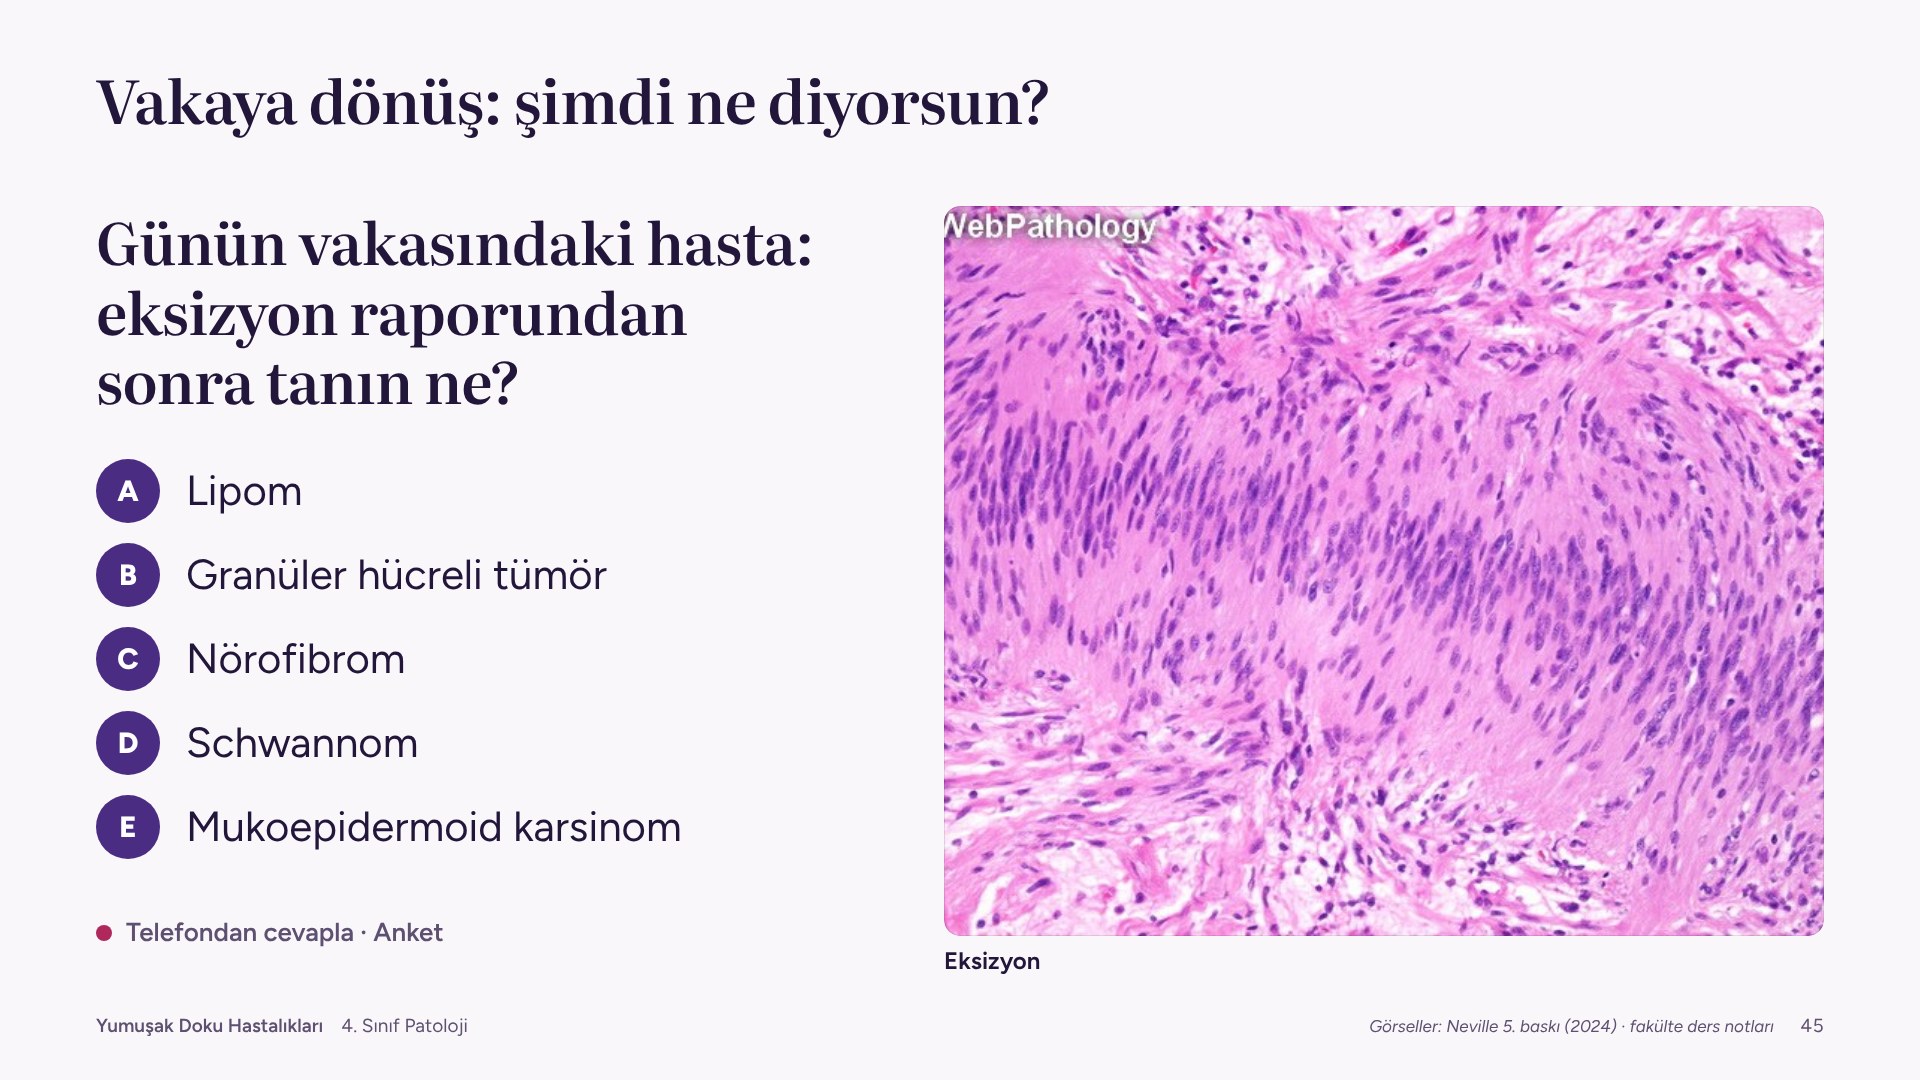 Vakaya dönüş: şimdi ne diyorsun?
Günün vakasındaki hasta:
eksizyon raporundan
sonra tanın ne?
A Lipom
B Granüler hücreli tümör
C Nörofibrom
D Schwannom
E Mukoepidermoid karsinom
Telefondan cevapla · Anket
WebPathology
Eksizyon
Yumuşak Doku Hastalıkları 4. Sınıf Patoloji
Görseller: Neville 5. baskı (2024) · fakülte ders notları 45